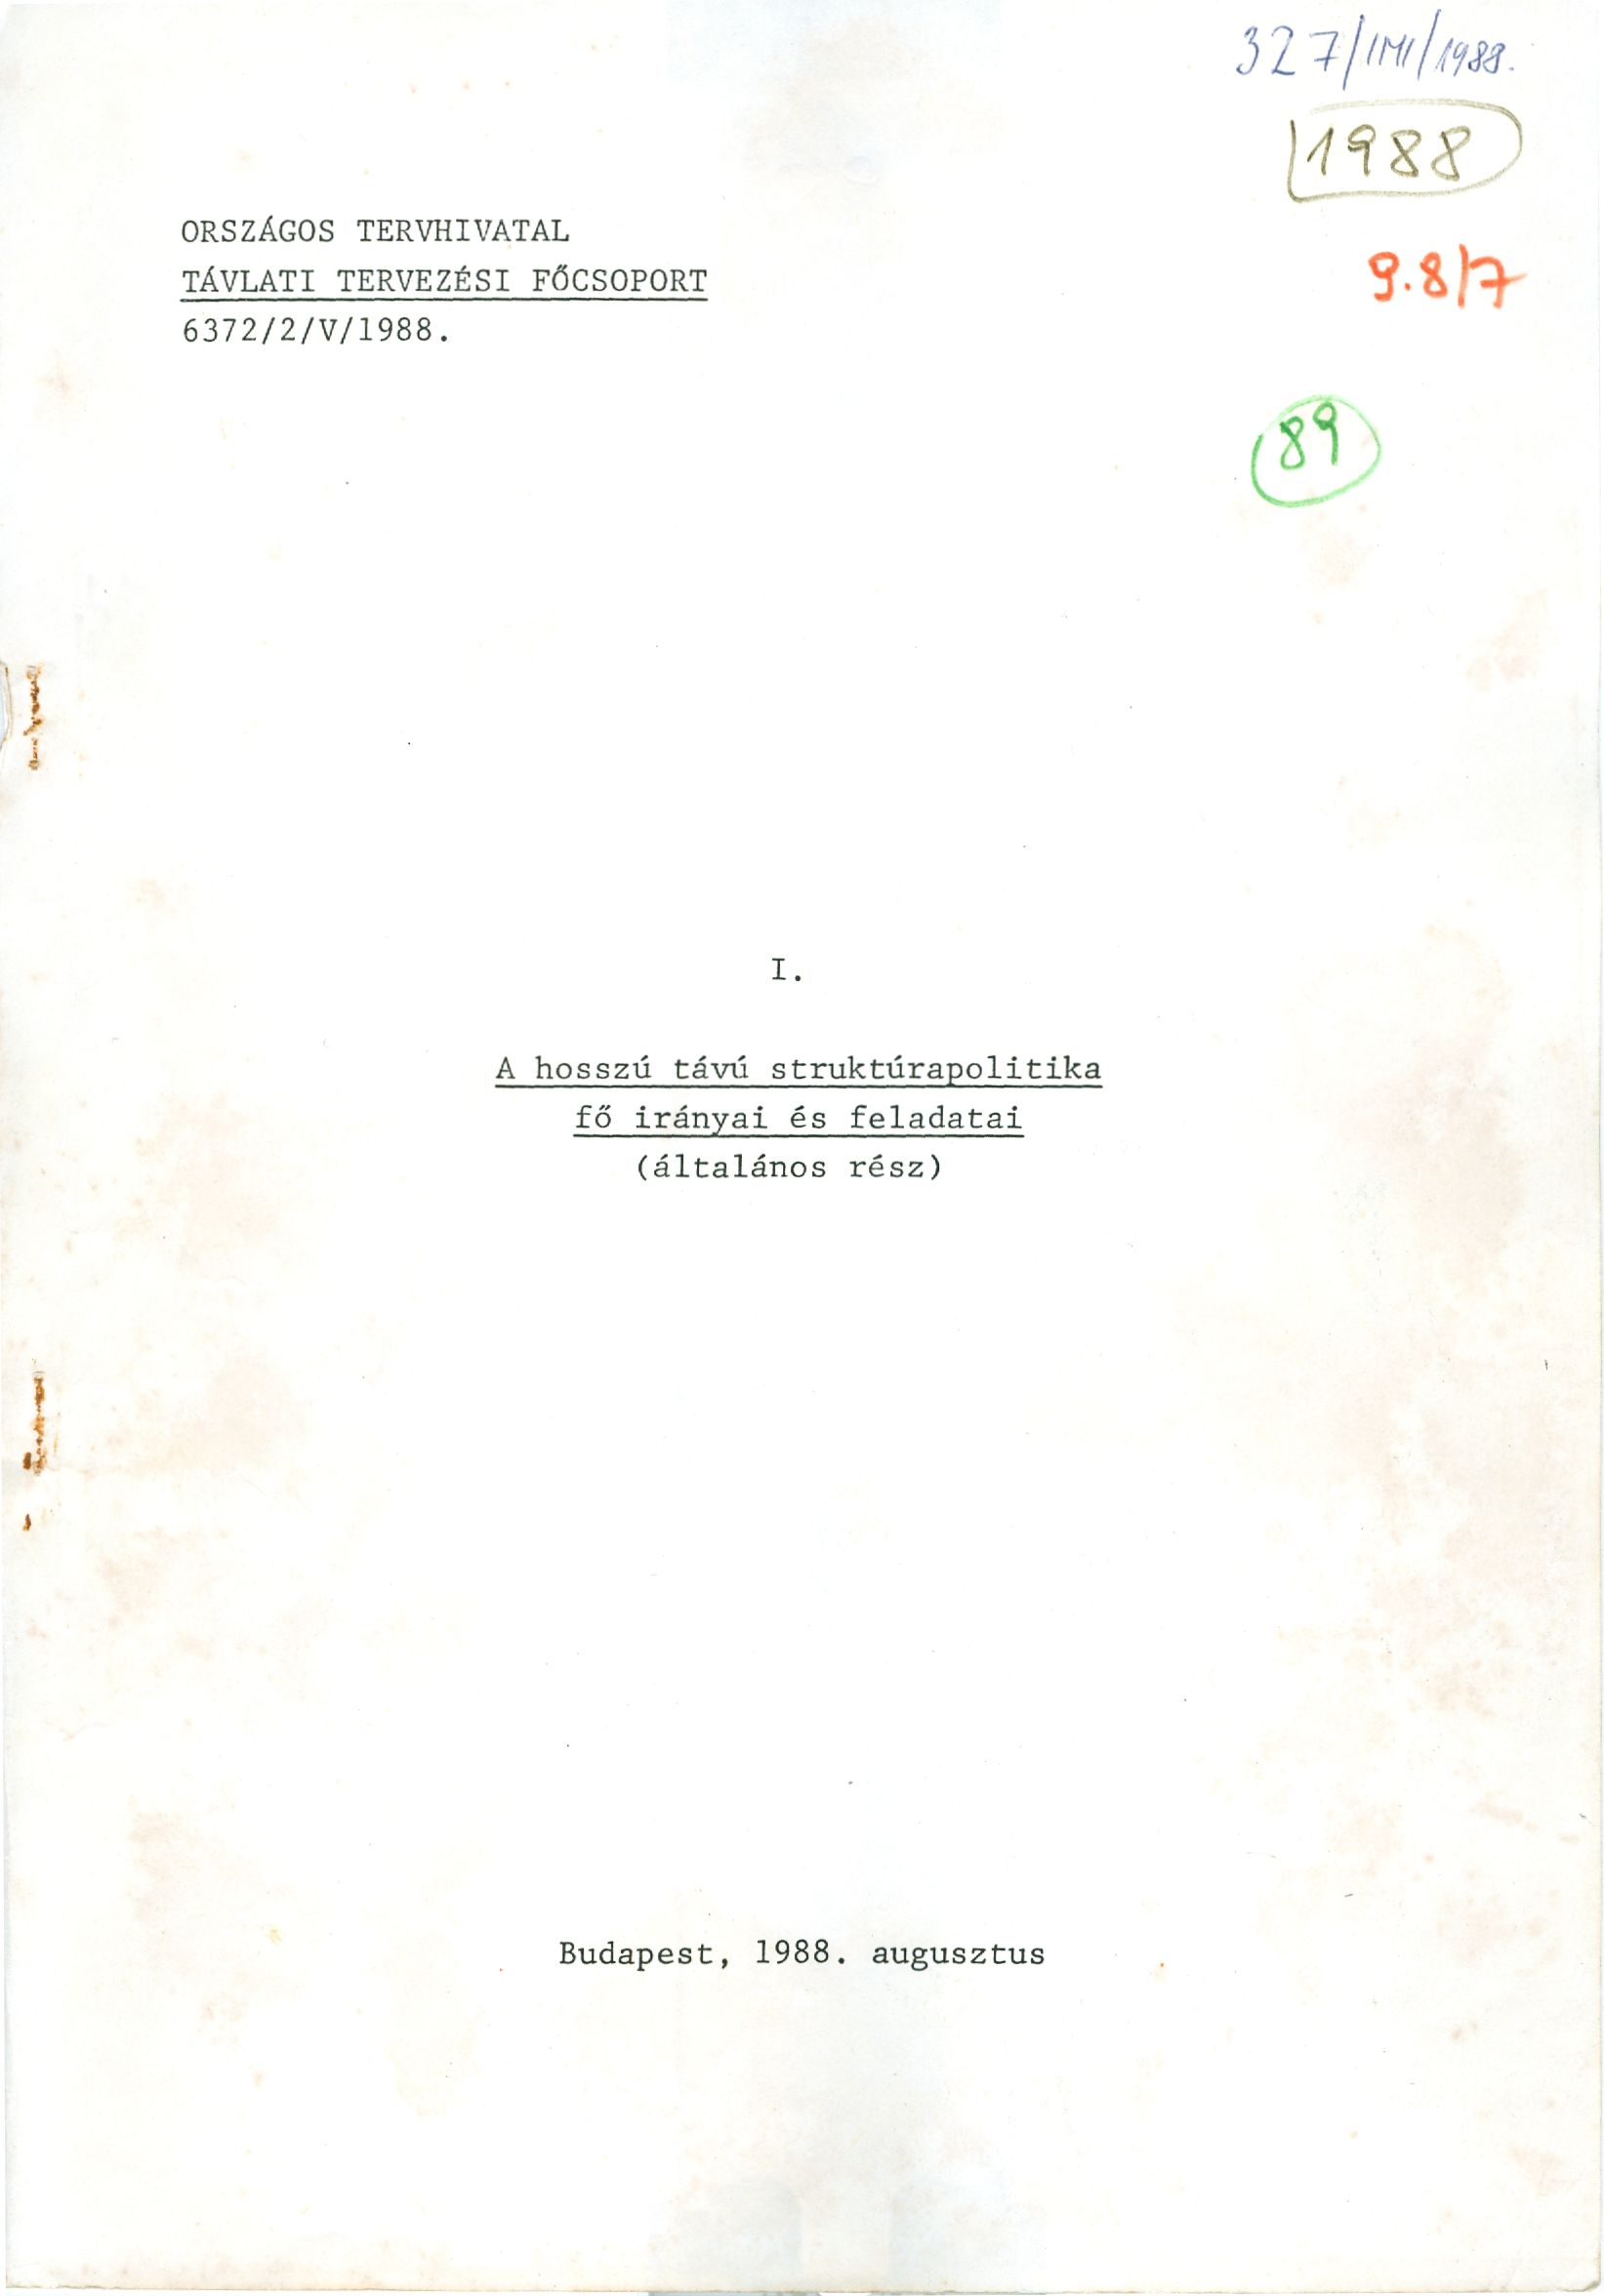 327/IMI/1988.
1988
ORSZÁGOS TERVHIVATAL
TÁVLATI TERVEZÉSI FŐCSOPORT
6372/2/V/1988.
9.8/7
89
I.
A hosszú távú struktúrapolitika
fő irányai és feladatai
(általános rész)
Budapest, 1988. augusztus